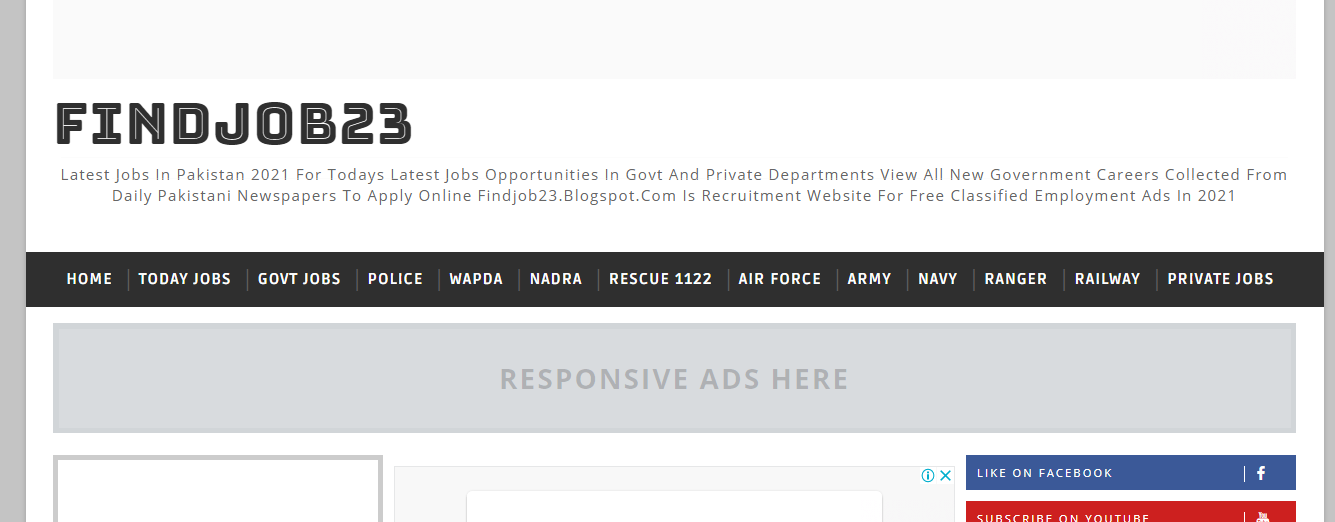 FINDJOB23
Latest Jobs In Pakistan 2021 For Todays Latest Jobs Opportunities In Govt And Private Departments View All New Government Careers Collected From
Daily Pakistani Newspapers To Apply Online Findjob23.Blogspot.Com Is Recruitment Website For Free Classified Employment Ads In 2021
HOME TODAY JOBS GOVT JOBS POLICE WAPDA NADRA RESCUE 1122 AIR FORCE ARMY NAVY RANGER RAILWAY PRIVATE JOBS
RESPONSIVE ADS HERE
LIKE ON FACEBOOK
SUBSCRIBE ON YOUTUBE